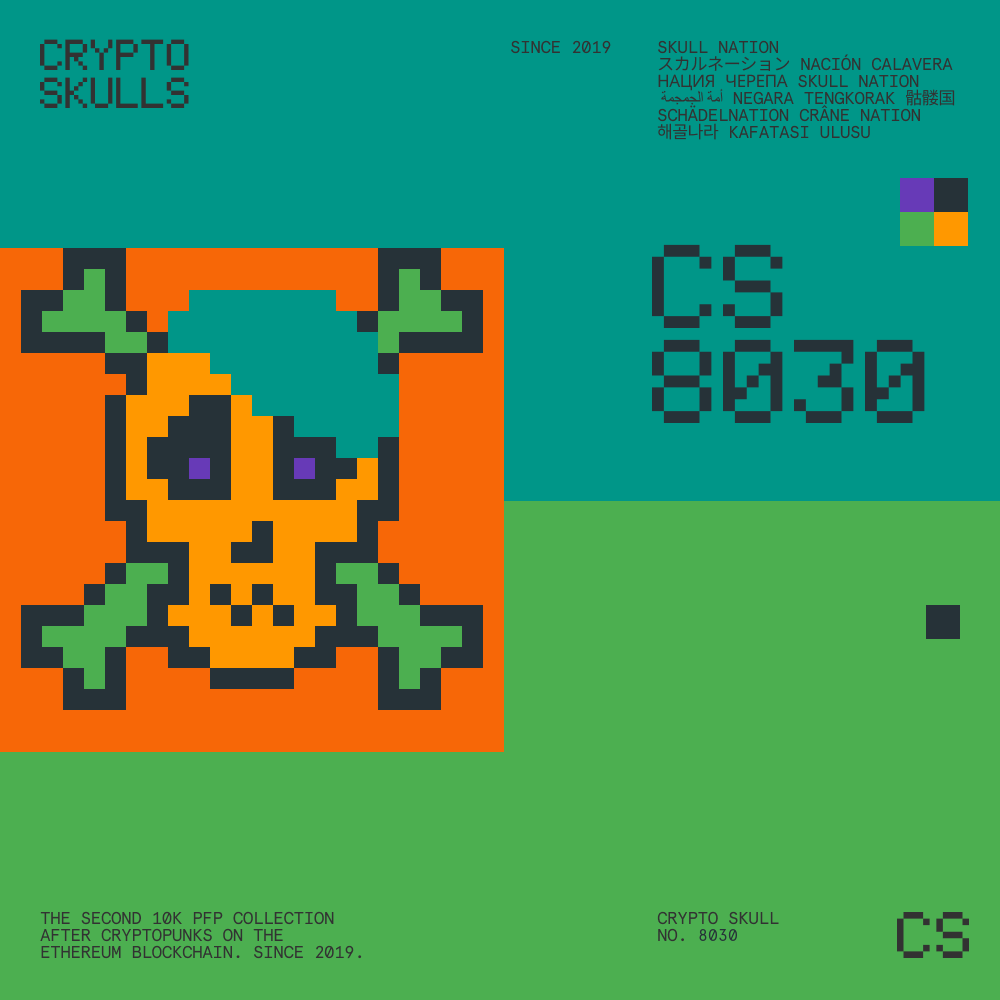 CRYPTO
SKULLS
SINCE 2019
SKULL NATION
スカルネーション NACIÓN CALAVERA
НАЦИЯ ЧЕРЕПА SKULL NATION
أمة الجمجمة NEGARA TENGKORAK 骷髅国
SCHÄDELNATION CRÂNE NATION
해골나라 KAFATASI ULUSU
CS
8030
THE SECOND 10K PFP COLLECTION
AFTER CRYPTOPUNKS ON THE
ETHEREUM BLOCKCHAIN. SINCE 2019.
CRYPTO SKULL
NO. 8030
CS